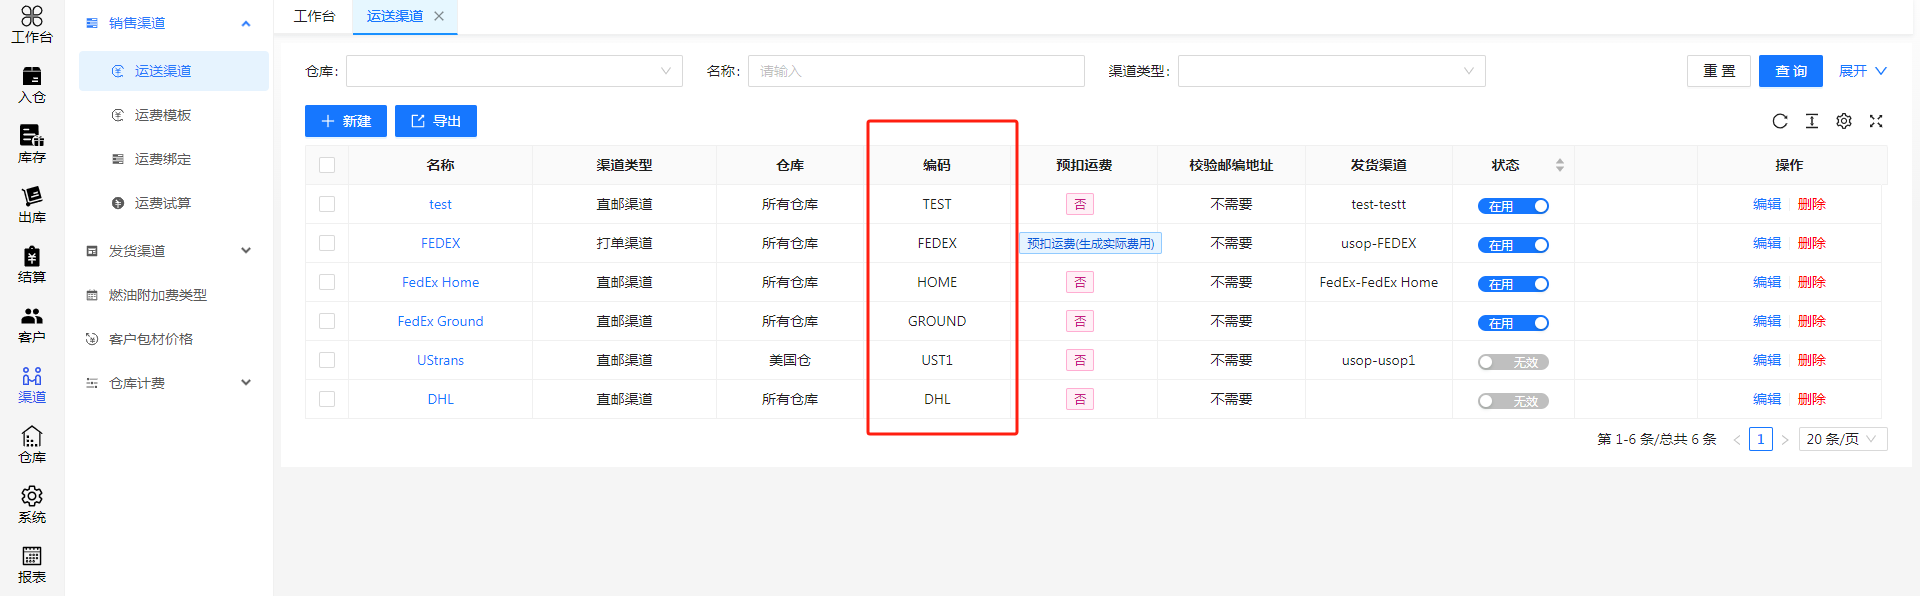 工作台
入仓
库存
出库
结算
客户
渠道
仓库
系统
报表
销售渠道
运送渠道
运费模板
运费绑定
运费试算
发货渠道
燃油附加费类型
客户包材价格
仓库计费
工作台 运送渠道
仓库: 名称: 请输入 渠道类型: 重 置 查 询 展开
新建 导出
名称 渠道类型 仓库 编码 预扣运费 校验邮编地址 发货渠道 状态 操作
test 直邮渠道 所有仓库 TEST 否 不需要 test-testt 在用 编辑 删除
FEDEX 打单渠道 所有仓库 FEDEX 预扣运费(生成实际费用) 不需要 usop-FEDEX 在用 编辑 删除
FedEx Home 直邮渠道 所有仓库 HOME 否 不需要 FedEx-FedEx Home 在用 编辑 删除
FedEx Ground 直邮渠道 所有仓库 GROUND 否 不需要 在用 编辑 删除
UStrans 直邮渠道 美国仓 UST1 否 不需要 usop-usop1 无效 编辑 删除
DHL 直邮渠道 所有仓库 DHL 否 不需要 无效 编辑 删除
第 1-6 条/总共 6 条 1 20 条/页